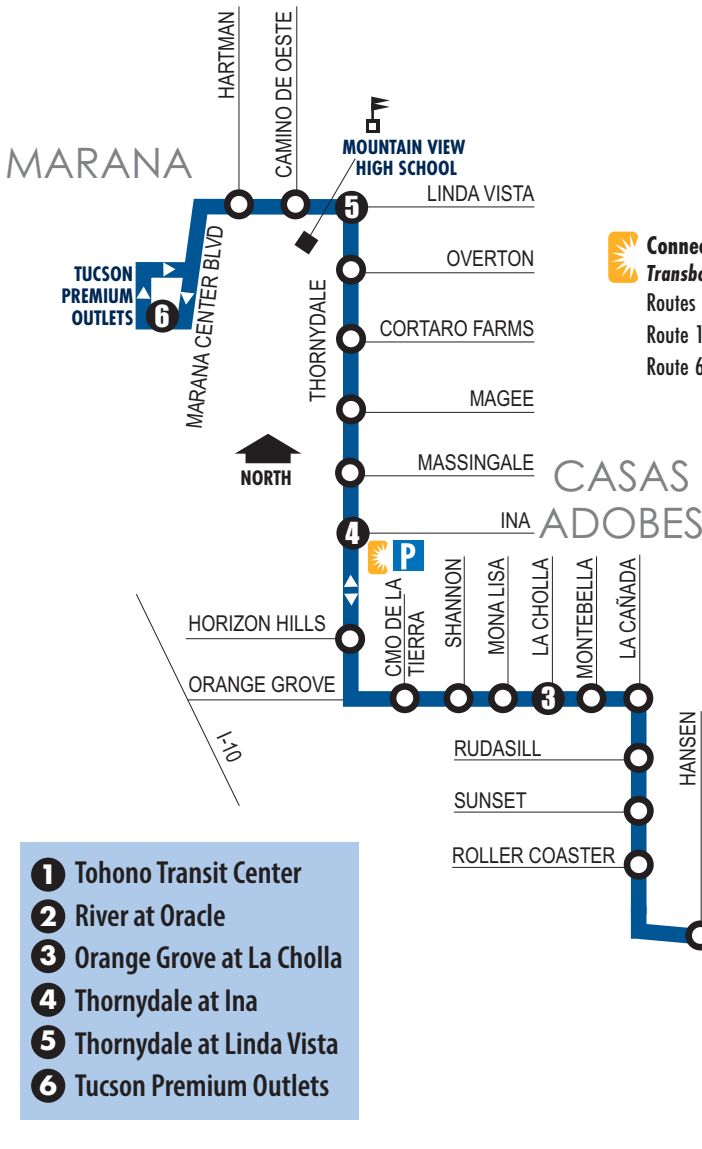 HARTMAN
CAMINO DE OESTE
MARANA
MOUNTAIN VIEW
HIGH SCHOOL
5
LINDA VISTA
TUCSON
PREMIUM
OUTLETS
6
MARANA CENTER BLVD
THORNYDALE
OVERTON
Routes
Route 1
Route 6
CORTARO FARMS
MAGEE
NORTH
MASSINGALE
CASAS
ADOBES
INA
4
P
HORIZON HILLS
CMO DE LA
TIERRA
SHANNON
MONA LISA
LA CHOLLA
MONTEBELLA
LA CAÑADA
ORANGE GROVE
3
I-10
HANSEN
RUDASILL
SUNSET
ROLLER COASTER
1 Tohono Transit Center
2 River at Oracle
3 Orange Grove at La Cholla
4 Thornydale at Ina
5 Thornydale at Linda Vista
6 Tucson Premium Outlets